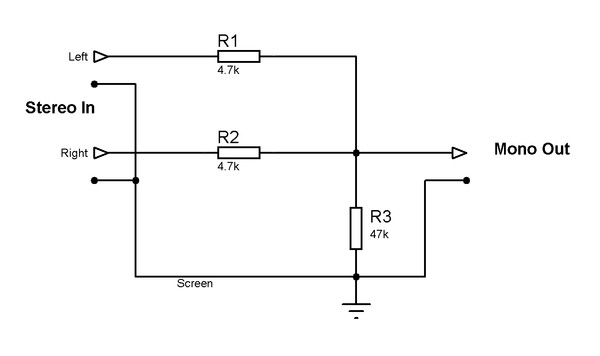 R1
Left
4.7k
Stereo In
R2
Right
Mono Out
4.7k
R3
47k
Screen